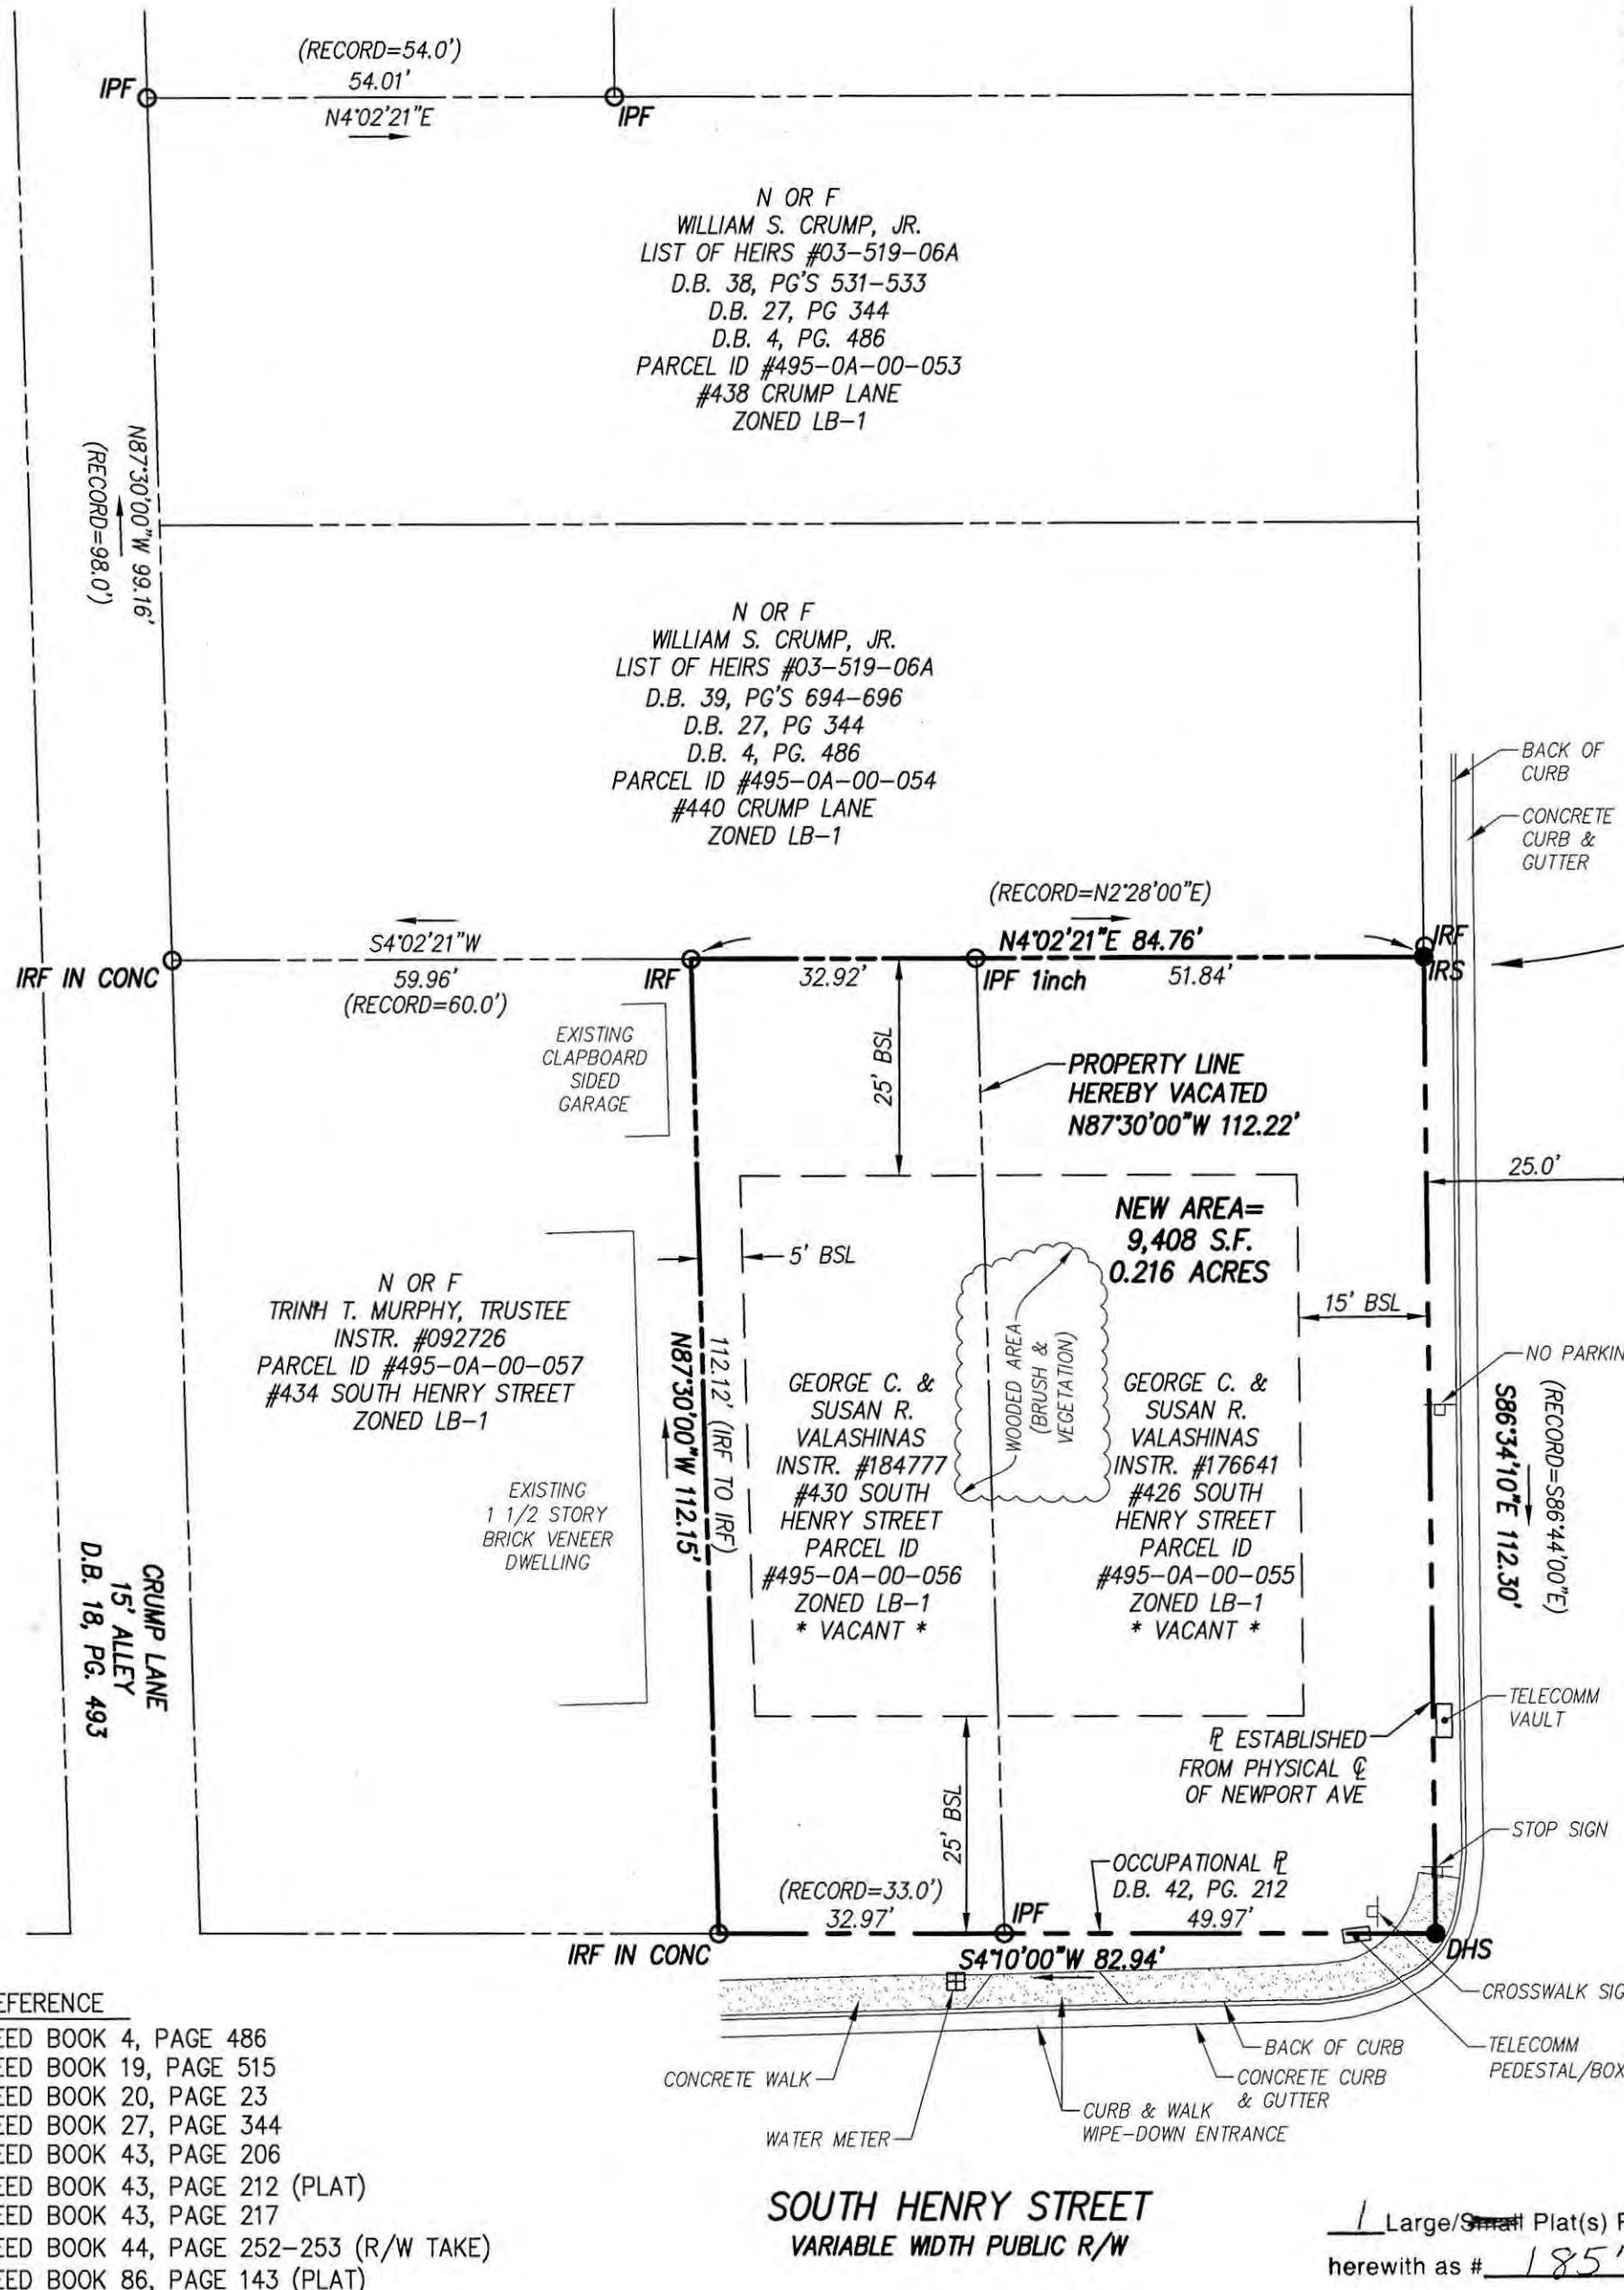 (RECORD=54.0')
54.01'
N4°02'21"E
IPF
IPF
N OR F
WILLIAM S. CRUMP, JR.
LIST OF HEIRS #03-519-06A
D.B. 38, PG'S 531-533
D.B. 27, PG 344
D.B. 4, PG. 486
PARCEL ID #495-0A-00-053
#438 CRUMP LANE
ZONED LB-1
N87°30'00"W 99.16'
(RECORD=98.0')
N OR F
WILLIAM S. CRUMP, JR.
LIST OF HEIRS #03-519-06A
D.B. 39, PG'S 694-696
D.B. 27, PG 344
D.B. 4, PG. 486
PARCEL ID #495-0A-00-054
#440 CRUMP LANE
ZONED LB-1
BACK OF
CURB
CONCRETE
CURB &
GUTTER
(RECORD=N2°28'00"E)
N4°02'21"E 84.76'
S4°02'21"W
59.96'
(RECORD=60.0')
IRF IN CONC
IRF
32.92'
IPF 1inch
51.84'
IRF
IRS
EXISTING
CLAPBOARD
SIDED
GARAGE
25' BSL
PROPERTY LINE
HEREBY VACATED
N87°30'00"W 112.22'
25.0'
NEW AREA=
9,408 S.F.
0.216 ACRES
5' BSL
15' BSL
N OR F
TRINH T. MURPHY, TRUSTEE
INSTR. #092726
PARCEL ID #495-0A-00-057
#434 SOUTH HENRY STREET
ZONED LB-1
112.12' (IRF TO IRF)
N87°30'00"W 112.15'
WOODED AREA
(BRUSH &
VEGETATION)
GEORGE C. &
SUSAN R.
VALASHINAS
INSTR. #184777
#430 SOUTH
HENRY STREET
PARCEL ID
#495-0A-00-056
ZONED LB-1
* VACANT *
GEORGE C. &
SUSAN R.
VALASHINAS
INSTR. #176641
#426 SOUTH
HENRY STREET
PARCEL ID
#495-0A-00-055
ZONED LB-1
* VACANT *
NO PARKIN
(RECORD=S86°44'00"E)
S86°34'10"E 112.30'
EXISTING
1 1/2 STORY
BRICK VENEER
DWELLING
CRUMP LANE
15' ALLEY
D.B. 18, PG. 493
TELECOMM
VAULT
PL ESTABLISHED
FROM PHYSICAL CL
OF NEWPORT AVE
25' BSL
STOP SIGN
OCCUPATIONAL PL
D.B. 42, PG. 212
(RECORD=33.0')
32.97'
IPF
49.97'
IRF IN CONC
S4°10'00"W 82.94'
DHS
CROSSWALK SIG
TELECOMM
PEDESTAL/BOX
BACK OF CURB
CONCRETE CURB
& GUTTER
CONCRETE WALK
CURB & WALK
WIPE-DOWN ENTRANCE
WATER METER
EFERENCE
EED BOOK 4, PAGE 486
EED BOOK 19, PAGE 515
EED BOOK 20, PAGE 23
EED BOOK 27, PAGE 344
EED BOOK 43, PAGE 206
EED BOOK 43, PAGE 212 (PLAT)
EED BOOK 43, PAGE 217
EED BOOK 44, PAGE 252-253 (R/W TAKE)
EED BOOK 86, PAGE 143 (PLAT)
SOUTH HENRY STREET
VARIABLE WIDTH PUBLIC R/W
1 Large/Small Plat(s) R
herewith as # 185